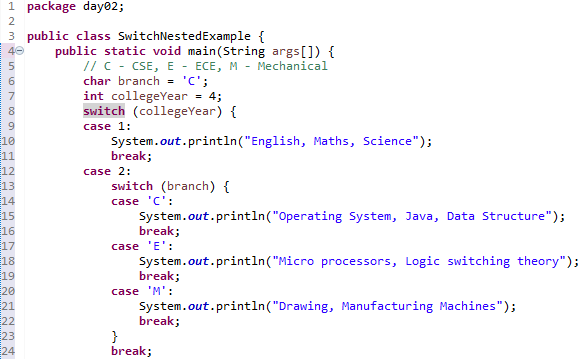 1 package day02;
2
3 public class SwitchNestedExample {
4 public static void main(String args[]) {
5 // C - CSE, E - ECE, M - Mechanical
6 char branch = 'C';
7 int collegeYear = 4;
8 switch (collegeYear) {
9 case 1:
10 System.out.println("English, Maths, Science");
11 break;
12 case 2:
13 switch (branch) {
14 case 'C':
15 System.out.println("Operating System, Java, Data Structure");
16 break;
17 case 'E':
18 System.out.println("Micro processors, Logic switching theory");
19 break;
20 case 'M':
21 System.out.println("Drawing, Manufacturing Machines");
22 break;
23 }
24 break;